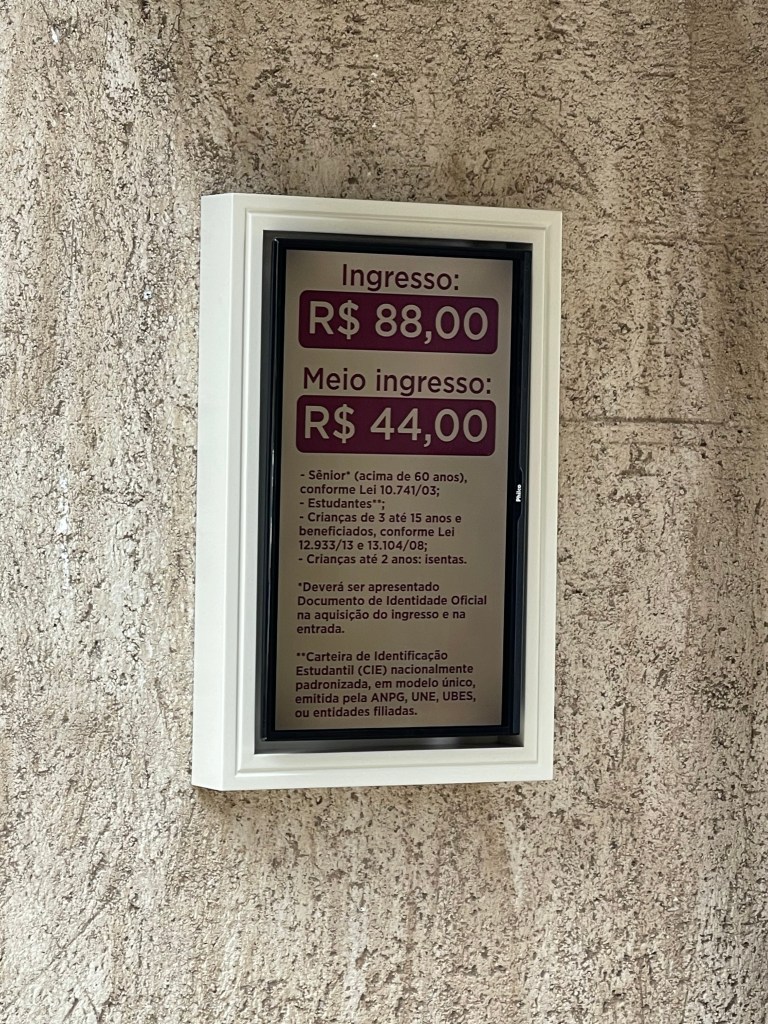 Ingresso:
R$ 88,00
Meio ingresso:
R$ 44,00
- Sênior* (acima de 60 anos),
conforme Lei 10.741/03;
- Estudantes**;
- Crianças de 3 até 15 anos e
beneficiados, conforme Lei
12.933/13 e 13.104/08;
- Crianças até 2 anos: isentas.
*Deverá ser apresentado
Documento de Identidade Oficial
na aquisição do ingresso e na
entrada.
**Carteira de Identificação
Estudantil (CIE) nacionalmente
padronizada, em modelo único,
emitida pela ANPG, UNE, UBES,
ou entidades filiadas.
Philco